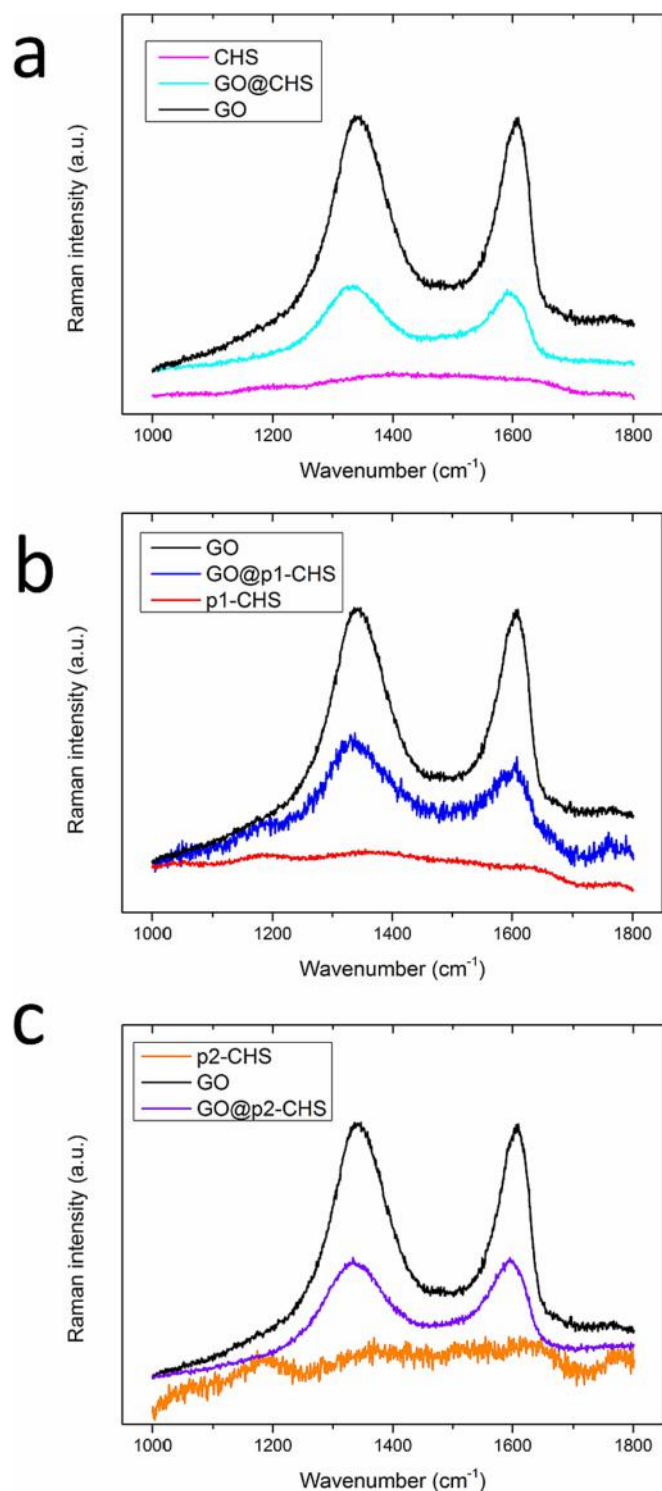 a
CHS
GO@CHS
GO
Raman intensity (a.u.)
1000 1200 1400 1600 1800
Wavenumber (cm⁻¹)
b
GO
GO@p1-CHS
p1-CHS
Raman intensity (a.u.)
1000 1200 1400 1600 1800
Wavenumber (cm⁻¹)
c
p2-CHS
GO
GO@p2-CHS
Raman intensity (a.u.)
1000 1200 1400 1600 1800
Wavenumber (cm⁻¹)